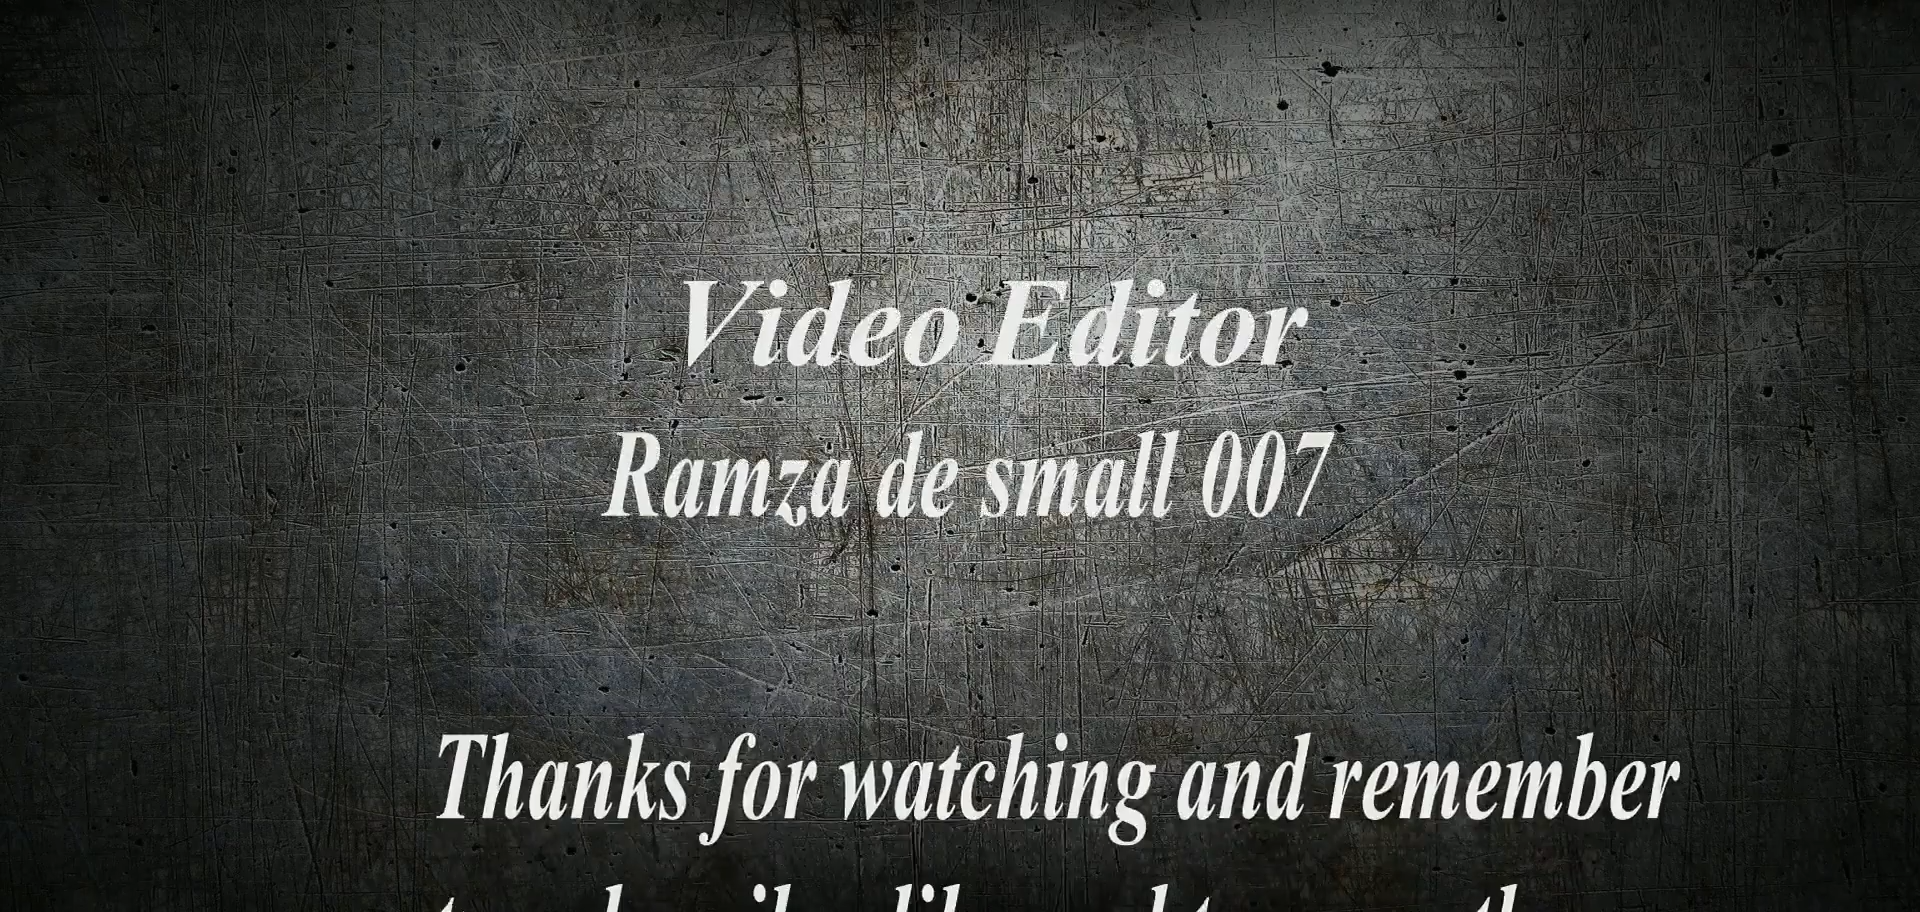 Video Editor
Ramza de small 007
Thanks for watching and remember